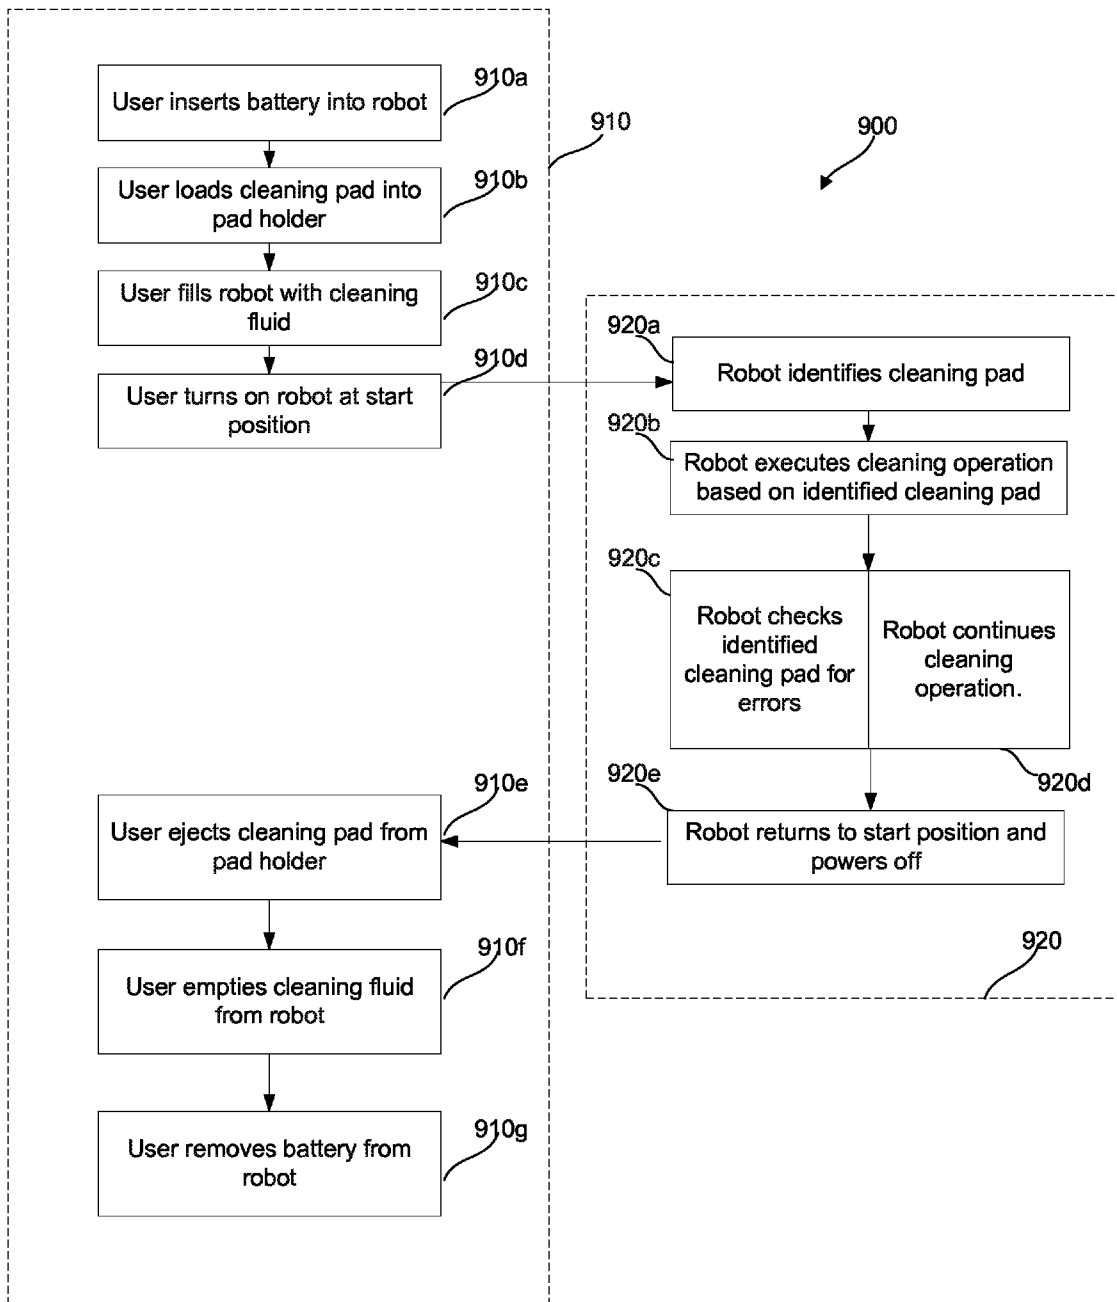 910a
User inserts battery into robot
910
900
910b
User loads cleaning pad into
pad holder
910c
User fills robot with cleaning
fluid
910d
User turns on robot at start
position
920a
Robot identifies cleaning pad
920b
Robot executes cleaning operation
based on identified cleaning pad
920c
Robot checks
identified
cleaning pad for
errors
Robot continues
cleaning
operation.
920d
920e
Robot returns to start position and
powers off
910e
User ejects cleaning pad from
pad holder
920
910f
User empties cleaning fluid
from robot
910g
User removes battery from
robot